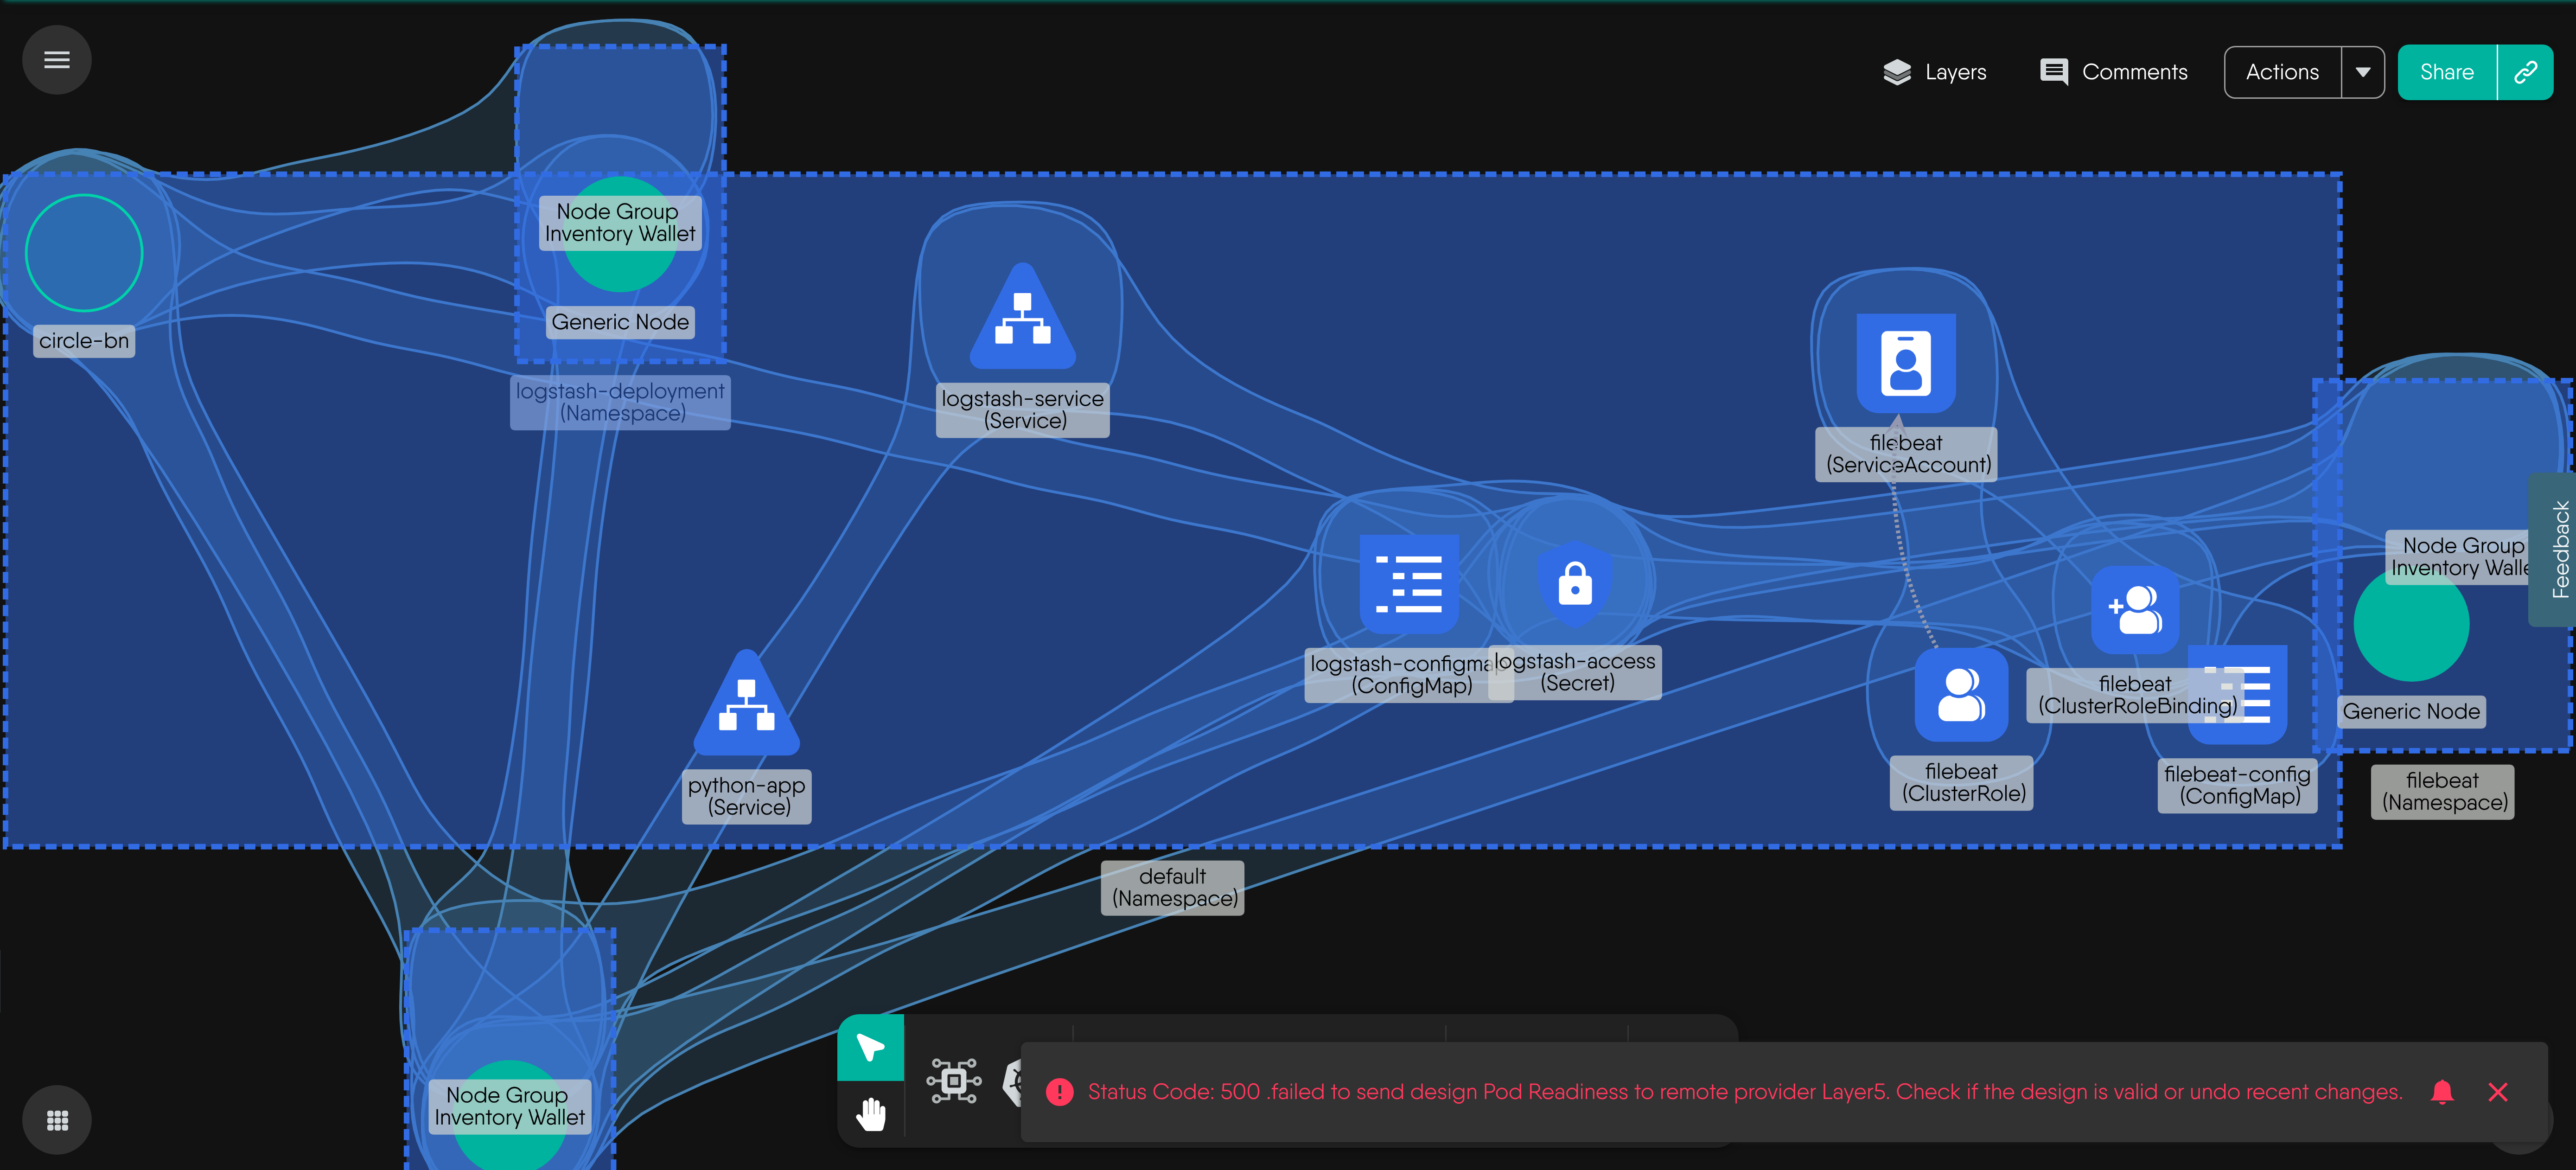 Layers
Comments
Actions
Share
Node Group
Inventory Wallet
Generic Node
circle-bn
logstash-deployment
(Namespace)
logstash-service
(Service)
filebeat
(ServiceAccount)
Feedback
Node Group
Inventory Walle
Generic Node
logstash-configma
(ConfigMap)
logstash-access
(Secret)
filebeat
(ClusterRoleBinding)
python-app
(Service)
filebeat
(ClusterRole)
filebeat-config
(ConfigMap)
filebeat
(Namespace)
default
(Namespace)
Node Group
Inventory Wallet
Status Code: 500 .failed to send design Pod Readiness to remote provider Layer5. Check if the design is valid or undo recent changes.